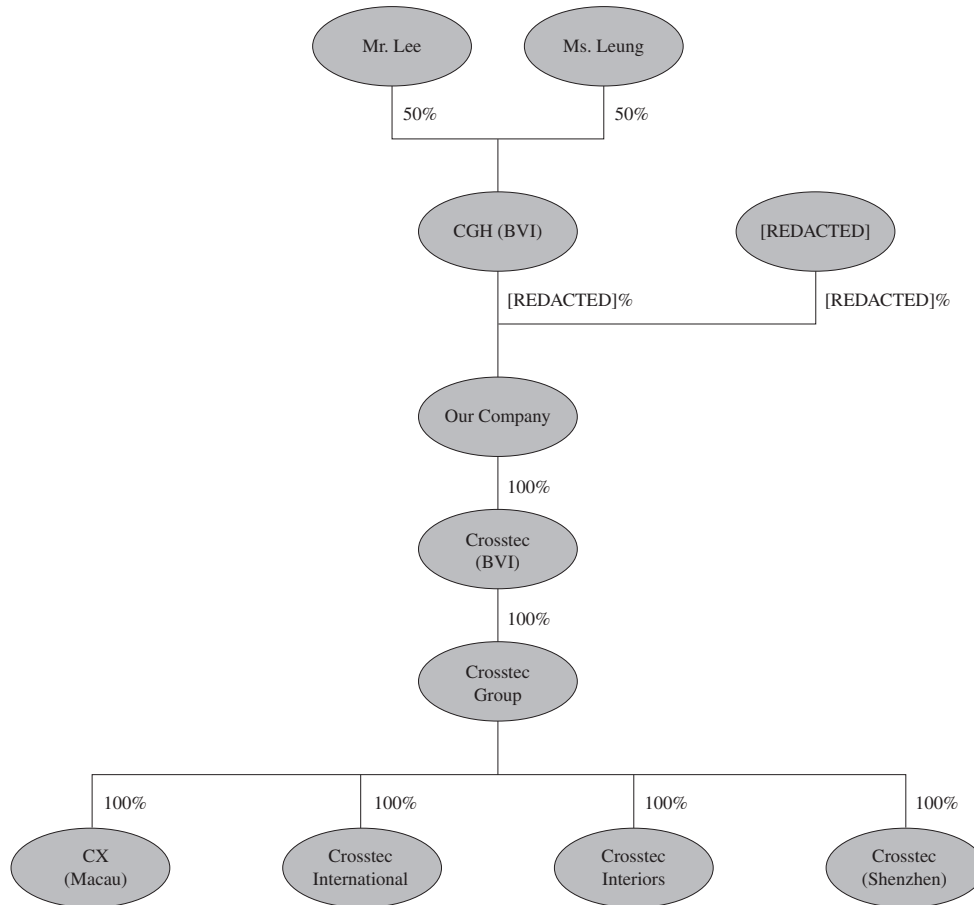 Mr. Lee
Ms. Leung
50%
50%
CGH (BVI)
[REDACTED]
[REDACTED]%
[REDACTED]%
Our Company
100%
Crosstec
(BVI)
100%
Crosstec
Group
100%
100%
100%
100%
CX
(Macau)
Crosstec
International
Crosstec
Interiors
Crosstec
(Shenzhen)